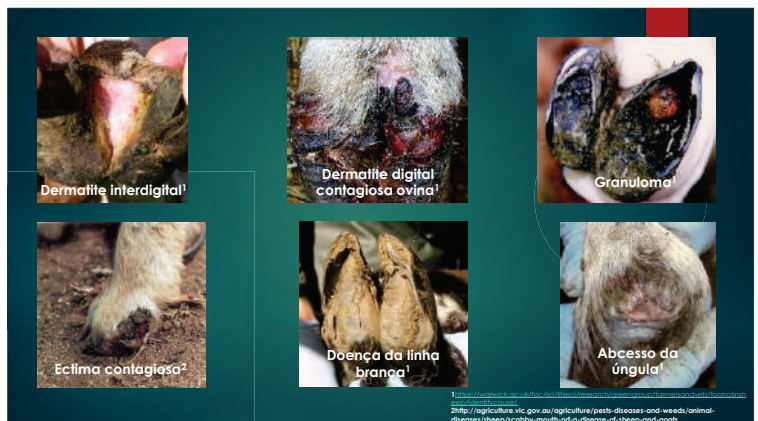 Dermatite interdigital¹
Dermatite digital
contagiosa ovina¹
Granuloma¹
Ectima contagiosa²
Doença da linha
branca¹
Abcesso da
úngula¹
1https://warwick.ac.uk/fac/sci/lifesci/research/greengroup/farmersandvets/footrotinsh
eep/identifycause/
2http://agriculture.vic.gov.au/agriculture/pests-diseases-and-weeds/animal-
diseases/sheep/scabby-mouth-orf-a-disease-of-sheep-and-goats